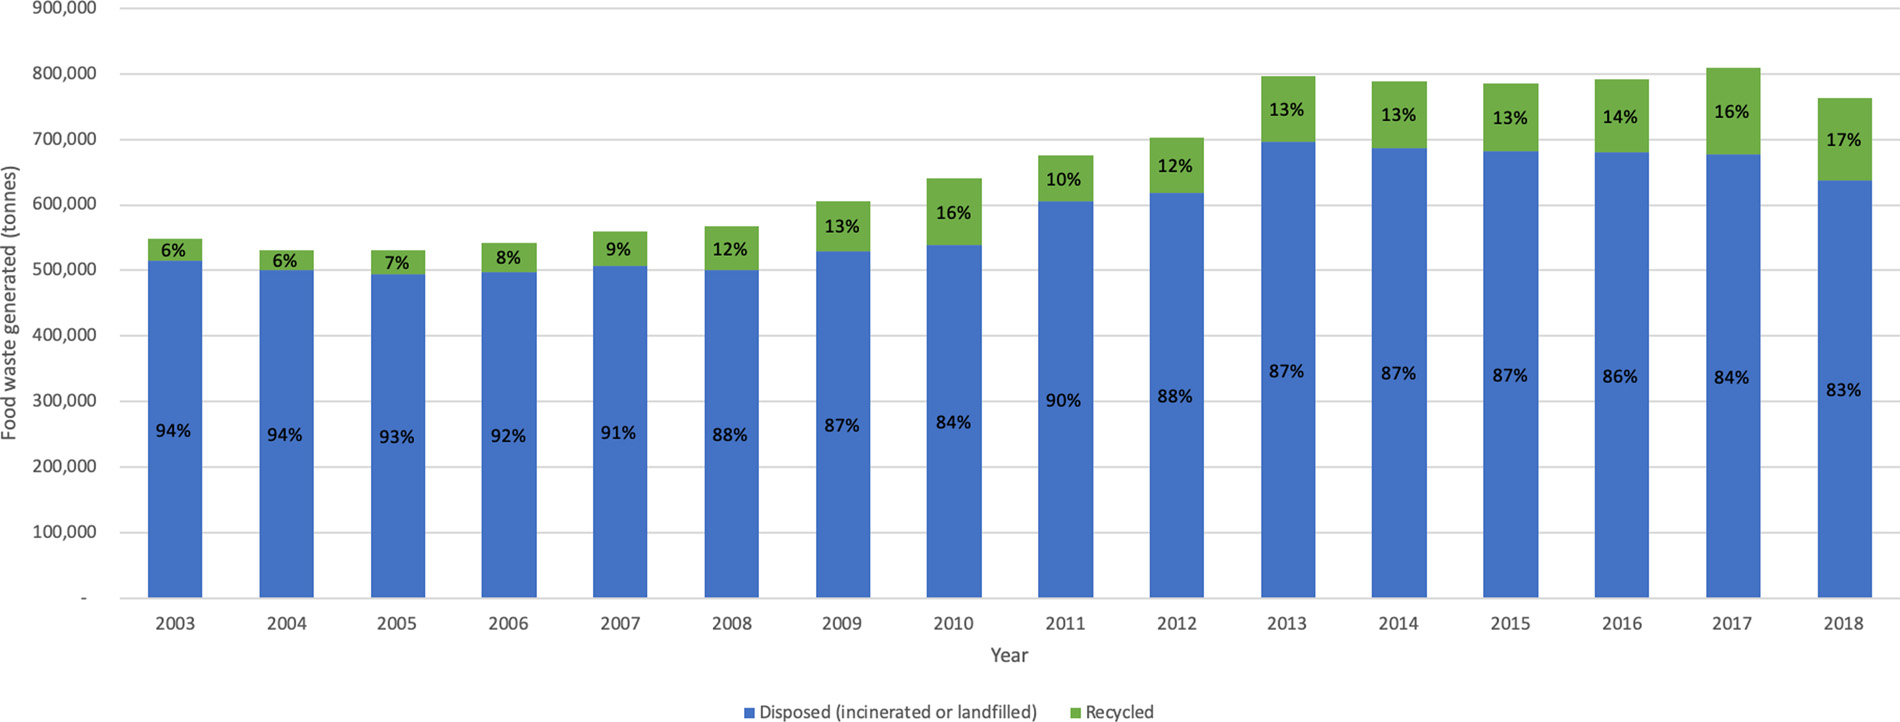 900,000
800,000
700,000
600,000
500,000
400,000
300,000
200,000
100,000
-
Food waste generated (tonnes)
6% 6% 7% 8% 9% 12% 13% 16% 10% 12% 13% 13% 13% 14% 16% 17%
94% 94% 93% 92% 91% 88% 87% 84% 90% 88% 87% 87% 87% 86% 84% 83%
2003 2004 2005 2006 2007 2008 2009 2010 2011 2012 2013 2014 2015 2016 2017 2018
Year
Disposed (incinerated or landfilled) Recycled